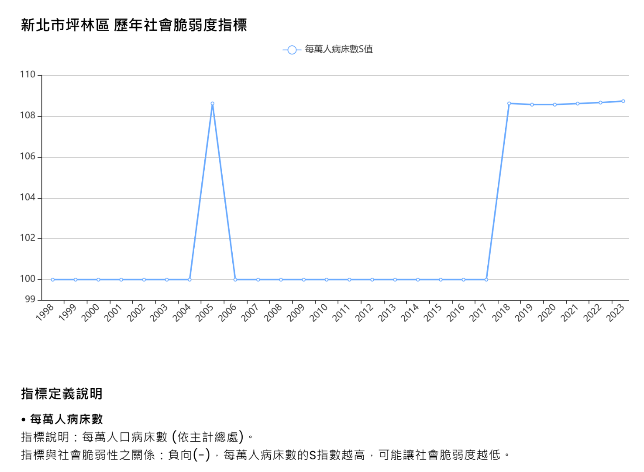 新北市坪林區 歷年社會脆弱度指標
每萬人病床數S值
110
108
106
104
102
100
99
1998 1999 2000 2001 2002 2003 2004 2005 2006 2007 2008 2009 2010 2011 2012 2013 2014 2015 2016 2017 2018 2019 2020 2021 2022 2023
指標定義說明
• 每萬人病床數
指標說明：每萬人口病床數 (依主計總處)。
指標與社會脆弱性之關係：負向(-)，每萬人病床數的S指數越高，可能讓社會脆弱度越低。